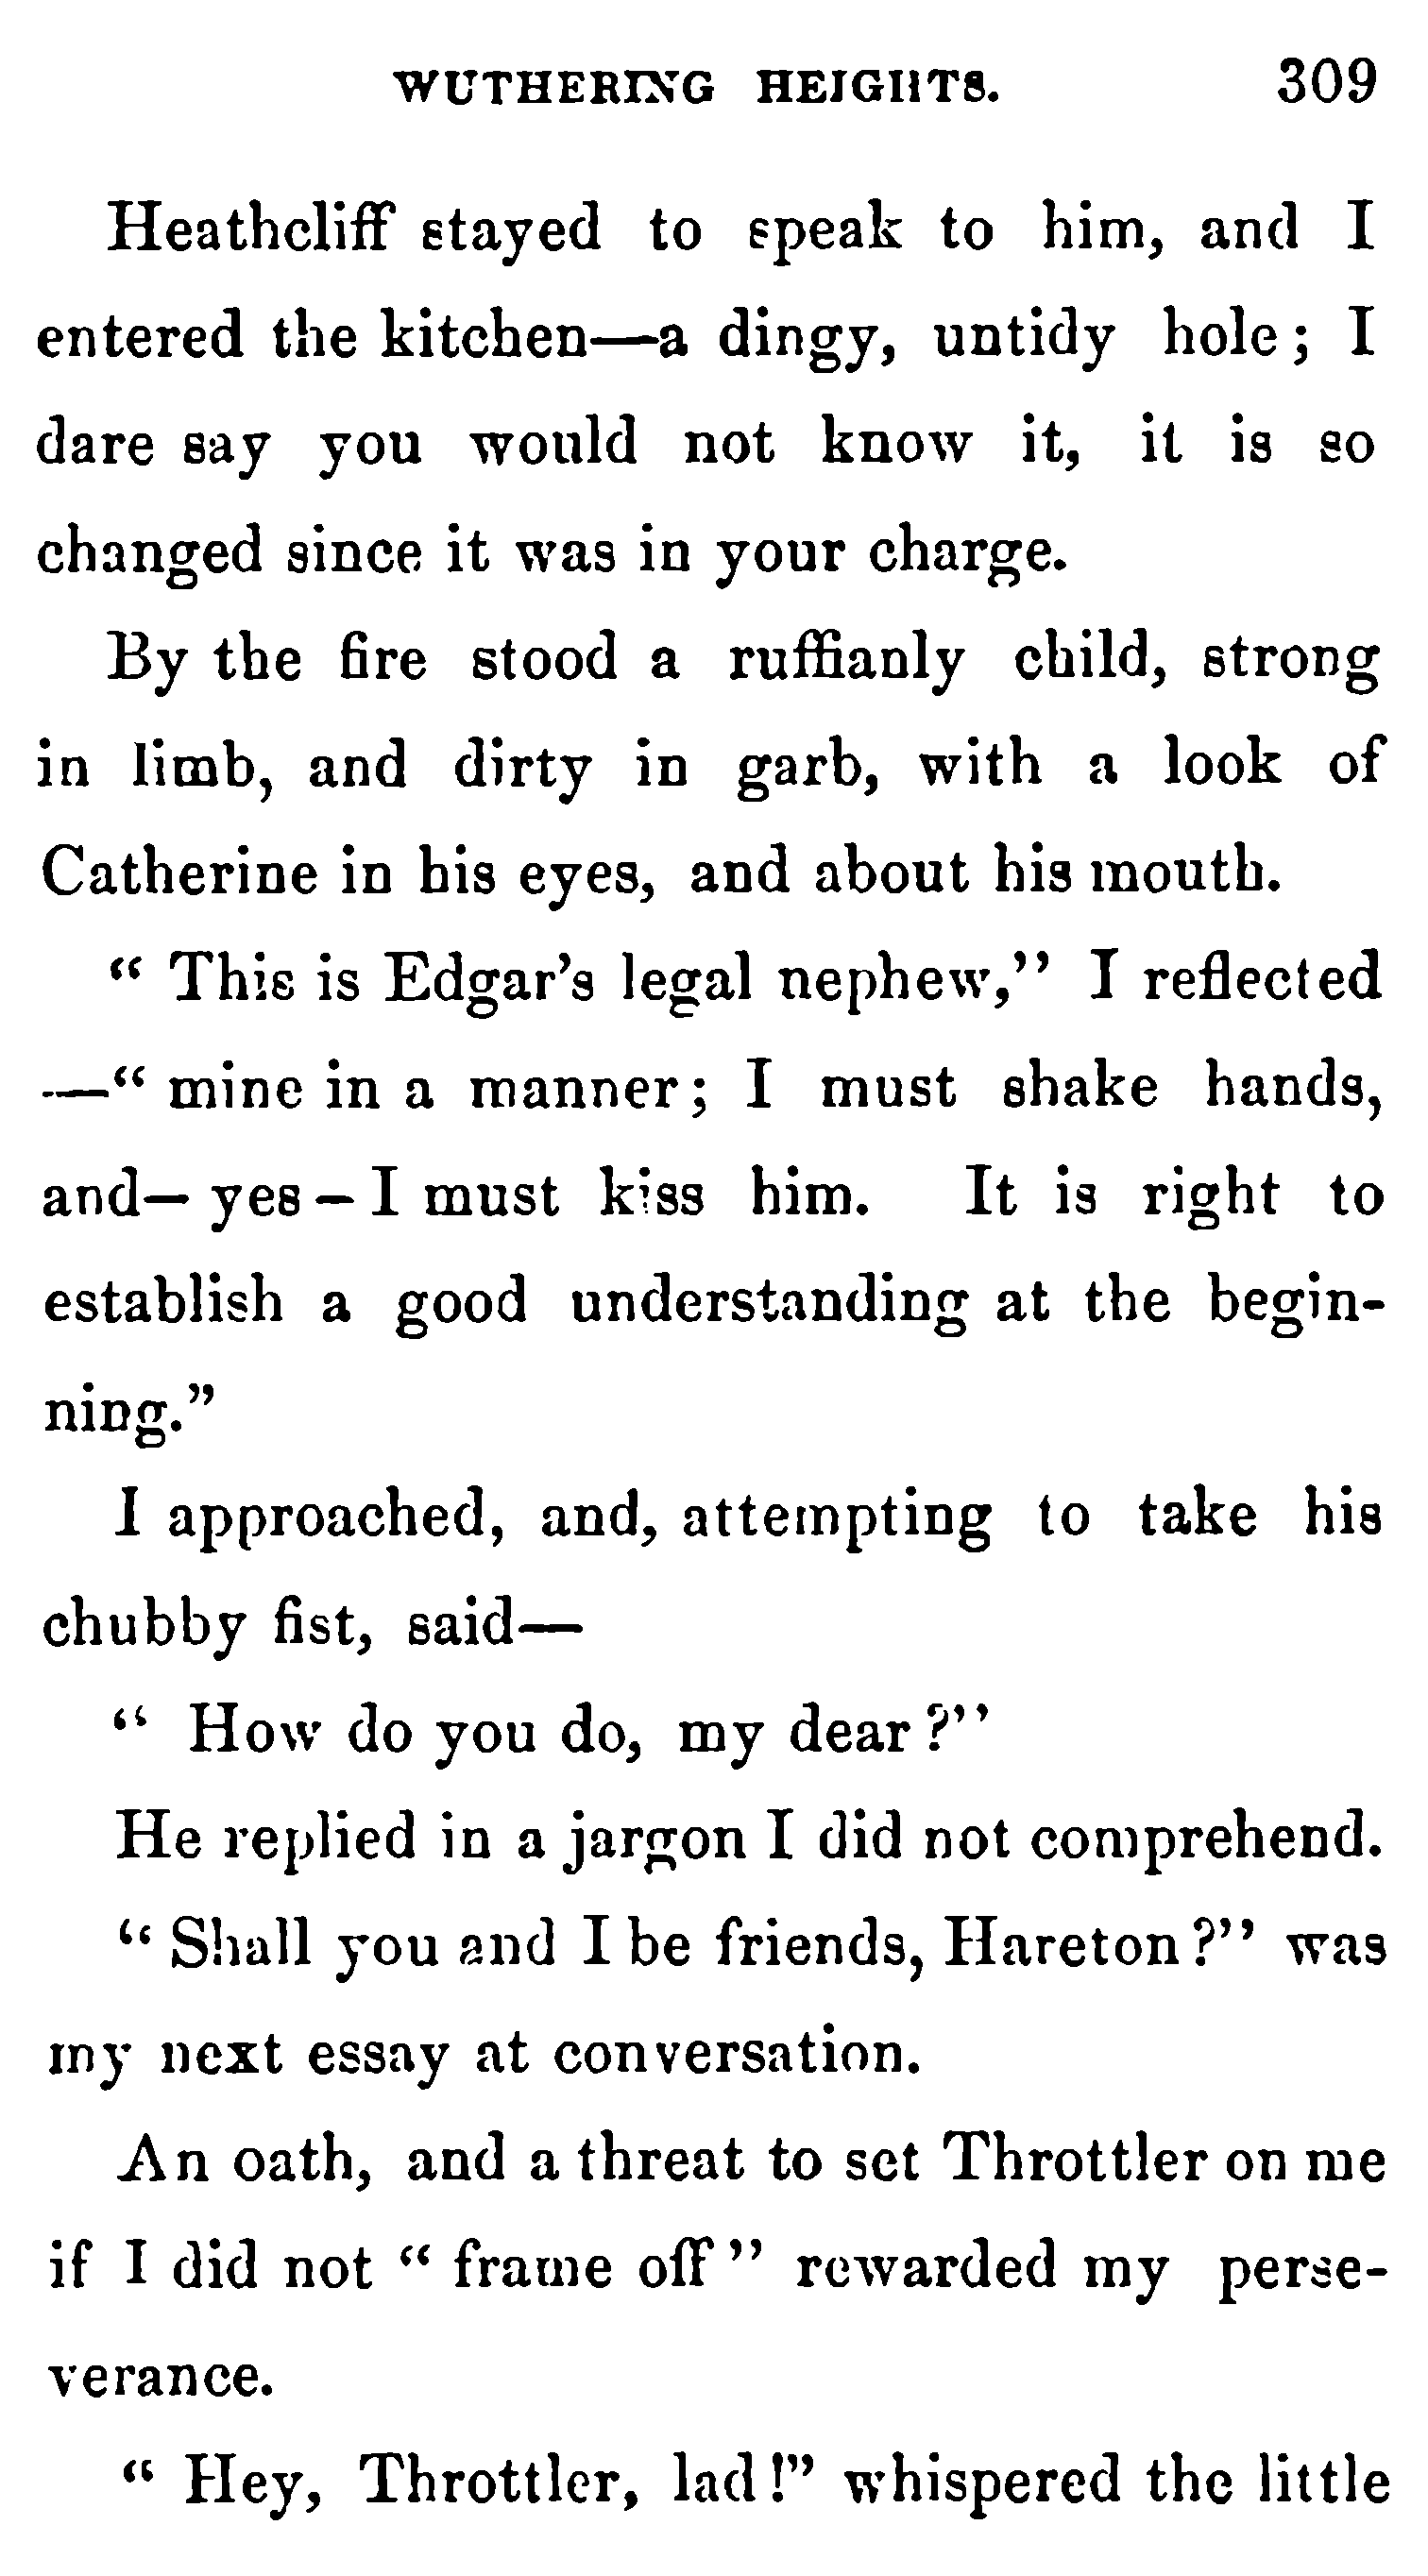 WUTHERING HEIGHTS. 309
Heathcliff stayed to speak to him, and I
entered the kitchen—a dingy, untidy hole; I
dare say you would not know it, it is so
changed since it was in your charge.
By the fire stood a ruffianly child, strong
in limb, and dirty in garb, with a look of
Catherine in his eyes, and about his mouth.
“ This is Edgar’s legal nephew,” I reflected
—“ mine in a manner; I must shake hands,
and— yes – I must kiss him. It is right to
establish a good understanding at the begin-
ning.”
I approached, and, attempting to take his
chubby fist, said—
“ How do you do, my dear ?”
He replied in a jargon I did not comprehend.
“ Shall you and I be friends, Hareton ?” was
my next essay at conversation.
An oath, and a threat to set Throttler on me
if I did not “ frame off ” rewarded my perse-
verance.
“ Hey, Throttler, lad !” whispered the little